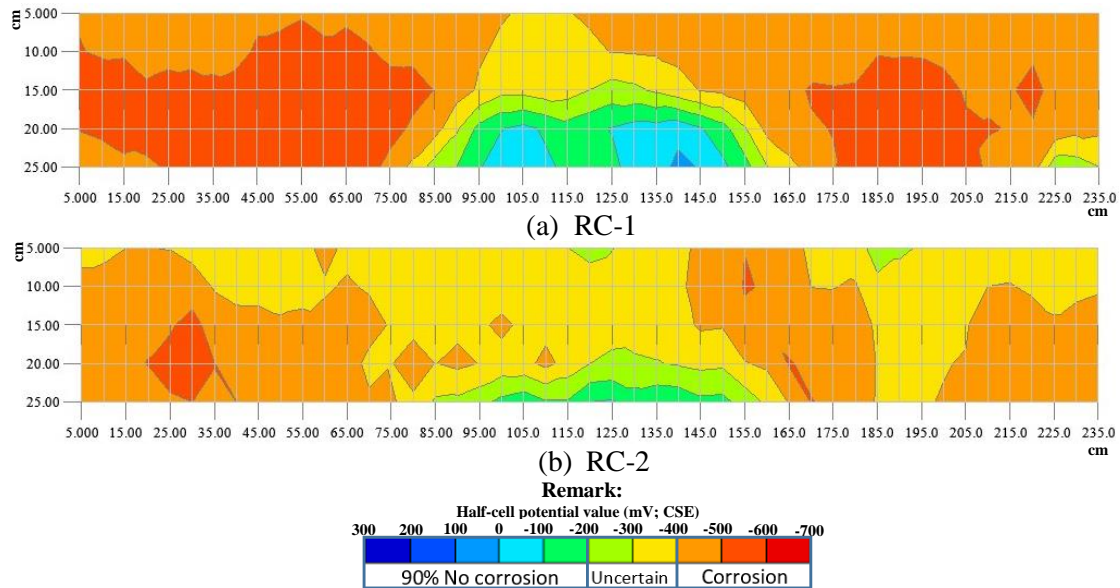 cm
5.000
10.00
15.00
20.00
25.00
5.000 15.00 25.00 35.00 45.00 55.00 65.00 75.00 85.00 95.00 105.0 115.0 125.0 135.0 145.0 155.0 165.0 175.0 185.0 195.0 205.0 215.0 225.0 235.0
cm
(a) RC-1
cm
5.000
10.00
15.00
20.00
25.00
5.000 15.00 25.00 35.00 45.00 55.00 65.00 75.00 85.00 95.00 105.0 115.0 125.0 135.0 145.0 155.0 165.0 175.0 185.0 195.0 205.0 215.0 225.0 235.0
cm
(b) RC-2
Remark:
Half-cell potential value (mV; CSE)
300 200 100 0 -100 -200 -300 -400 -500 -600 -700
90% No corrosion Uncertain Corrosion